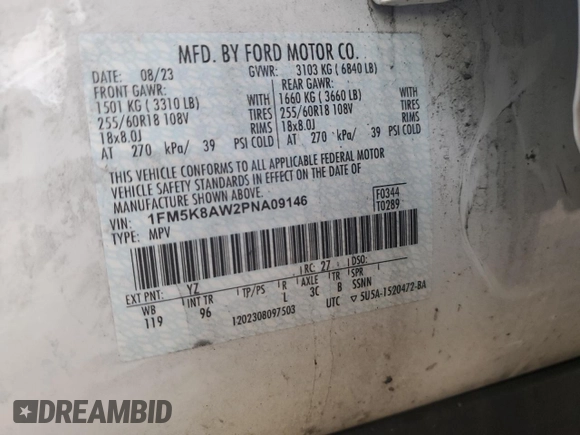 MFD. BY FORD MOTOR CO.
DATE: 08/23 GVWR: 3103 KG ( 6840 LB)
FRONT GAWR: REAR GAWR:
1501 KG ( 3310 LB) WITH 1660 KG ( 3660 LB) WITH
255/60R18 108V TIRES 255/60R18 108V TIRES
18x8.0J RIMS 18x8.0J RIMS
AT 270 kPa/ 39 PSI COLD AT 270 kPa/ 39 PSI COLD
THIS VEHICLE CONFORMS TO ALL APPLICABLE FEDERAL MOTOR
VEHICLE SAFETY STANDARDS IN EFFECT ON THE DATE OF
MANUFACTURE SHOWN ABOVE.
VIN: 1FM5K8AW2PNA09146 F0344
TYPE: MPV T0289
EXT PNT: YZ RC: 27 DSO:
WB INT TR TP/PS R AXLE TR SPR
119 96 L 3C B SSNN
1202308097503 UTC ▽ 5U5A-1520472-BA
DREAMBID